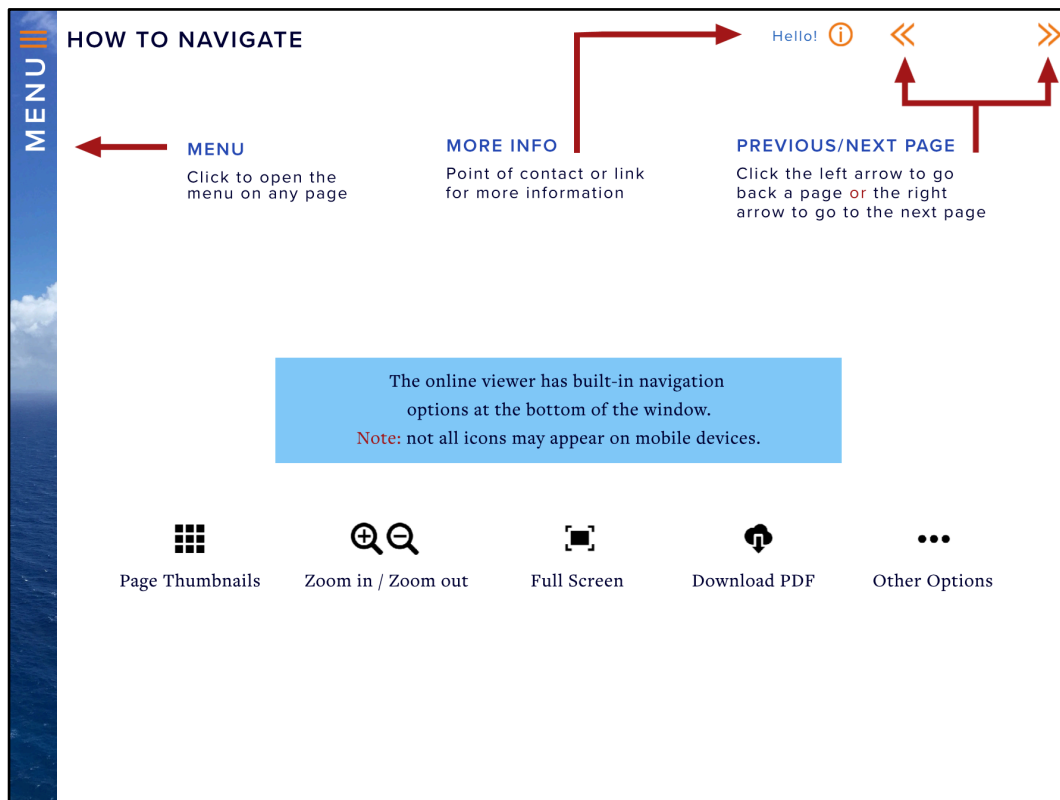 MENU
HOW TO NAVIGATE
Hello!
MENU
Click to open the
menu on any page
MORE INFO
Point of contact or link
for more information
PREVIOUS/NEXT PAGE
Click the left arrow to go
back a page or the right
arrow to go to the next page
The online viewer has built-in navigation
options at the bottom of the window.
Note: not all icons may appear on mobile devices.
Page Thumbnails
Zoom in / Zoom out
Full Screen
Download PDF
Other Options